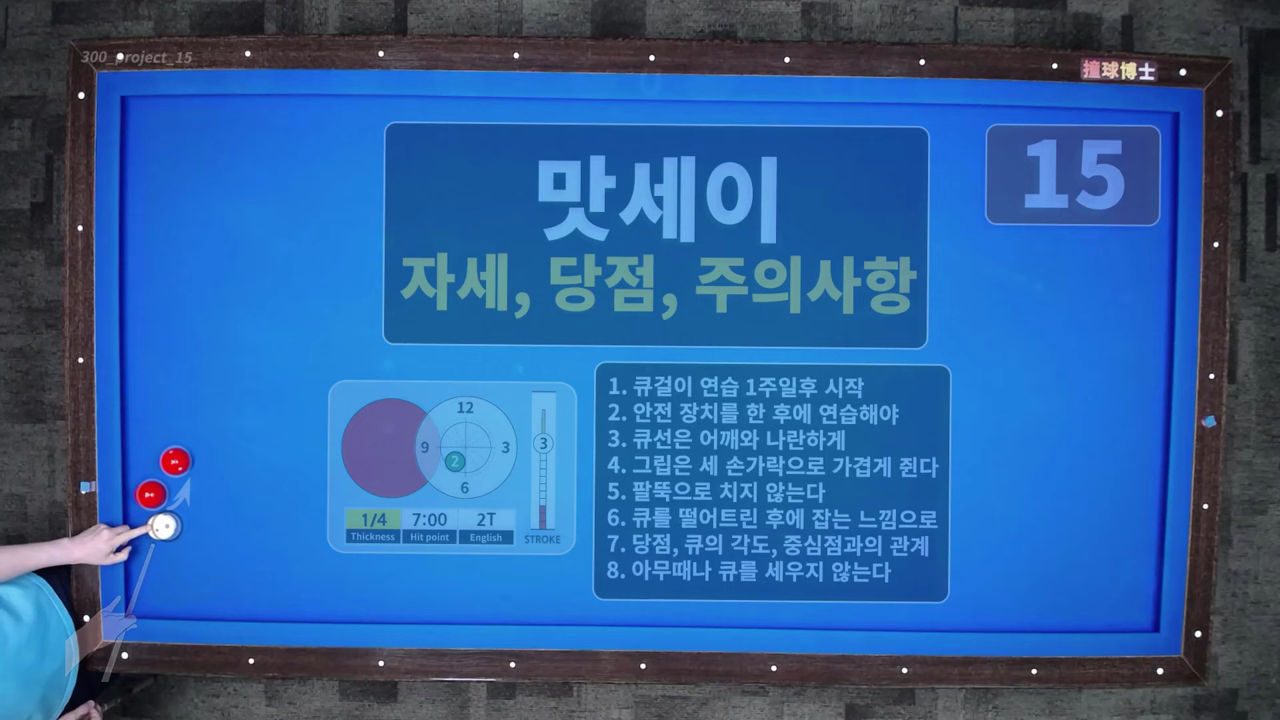 300_project_15
撞球博士
맛세이
자세, 당점, 주의사항
15
12
9
3
2
6
3
1/4
7:00
2T
Thickness
Hit point
English
STROKE
1. 큐걸이 연습 1주일후 시작
2. 안전 장치를 한 후에 연습해야
3. 큐선은 어깨와 나란하게
4. 그립은 세 손가락으로 가겹게 쥔다
5. 팔뚝으로 치지 않는다
6. 큐를 떨어트린 후에 잡는 느낌으로
7. 당점, 큐의 각도, 중심점과의 관계
8. 아무때나 큐를 세우지 않는다